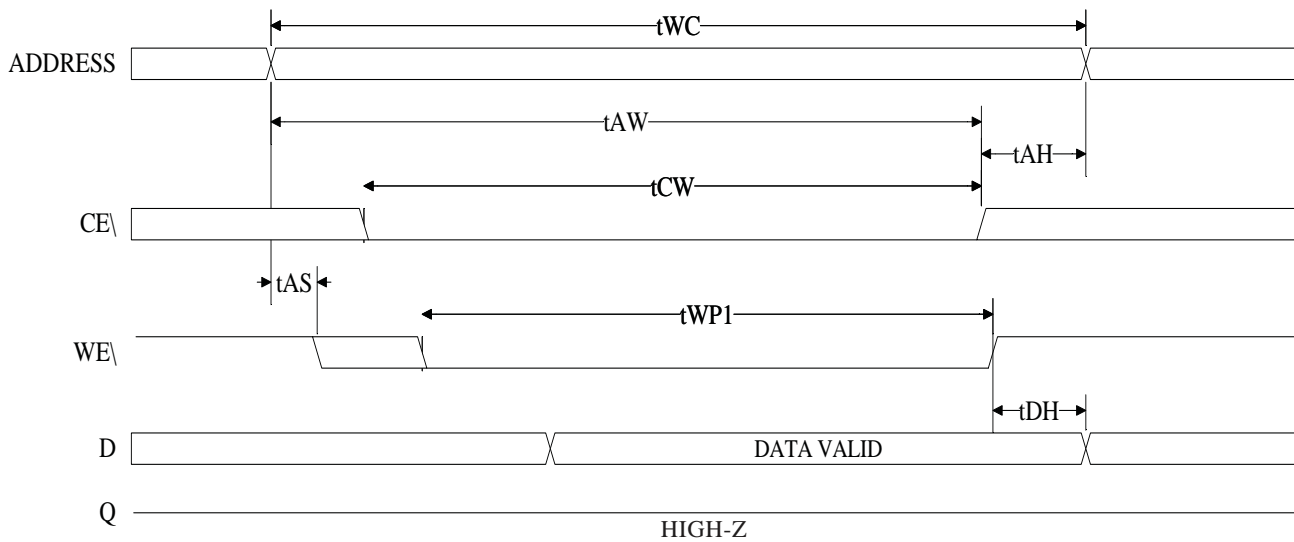 tWC
ADDRESS
tAW
tAH
tCW
CE\
tAS
tWP1
WE\
tDH
D DATA VALID
Q
HIGH-Z